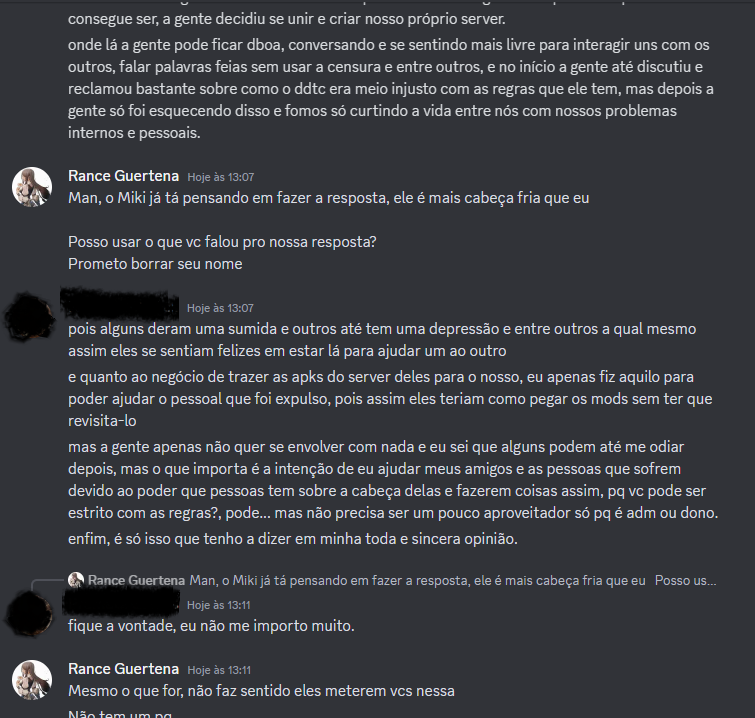 consegue ser, a gente decidiu se unir e criar nosso próprio server.
onde lá a gente pode ficar dboa, conversando e se sentindo mais livre para interagir uns com os
outros, falar palavras feias sem usar a censura e entre outros, e no início a gente até discutiu e
reclamou bastante sobre como o ddtc era meio injusto com as regras que ele tem, mas depois a
gente só foi esquecendo disso e fomos só curtindo a vida entre nós com nossos problemas
internos e pessoais.
Rance Guertena Hoje às 13:07
Man, o Miki já tá pensando em fazer a resposta, ele é mais cabeça fria que eu
Posso usar o que vc falou pro nossa resposta?
Prometo borrar seu nome
Hoje às 13:07
pois alguns deram uma sumida e outros até tem uma depressão e entre outros a qual mesmo
assim eles se sentiam felizes em estar lá para ajudar um ao outro
e quanto ao negócio de trazer as apks do server deles para o nosso, eu apenas fiz aquilo para
poder ajudar o pessoal que foi expulso, pois assim eles teriam como pegar os mods sem ter que
revisita-lo
mas a gente apenas não quer se envolver com nada e eu sei que alguns podem até me odiar
depois, mas o que importa é a intenção de eu ajudar meus amigos e as pessoas que sofrem
devido ao poder que pessoas tem sobre a cabeça delas e fazerem coisas assim, pq vc pode ser
estrito com as regras?, pode... mas não precisa ser um pouco aproveitador só pq é adm ou dono.
enfim, é só isso que tenho a dizer em minha toda e sincera opinião.
Rance Guertena Man, o Miki já tá pensando em fazer a resposta, ele é mais cabeça fria que eu Posso us...
Hoje às 13:11
fique a vontade, eu não me importo muito.
Rance Guertena Hoje às 13:11
Mesmo o que for, não faz sentido eles meterem vcs nessa
Não tem um pq